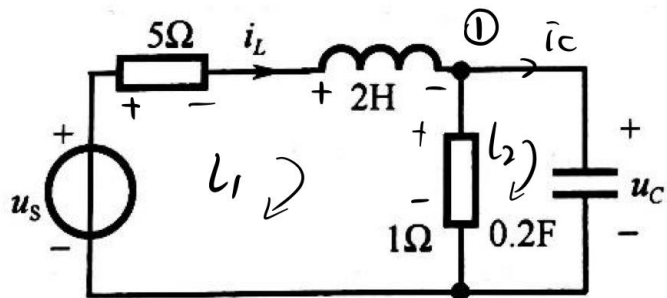 ① i_C
5Ω i_L
+ - + 2H -
+ + +
u_S l_1 - l_2 u_C
- 1Ω 0.2F -